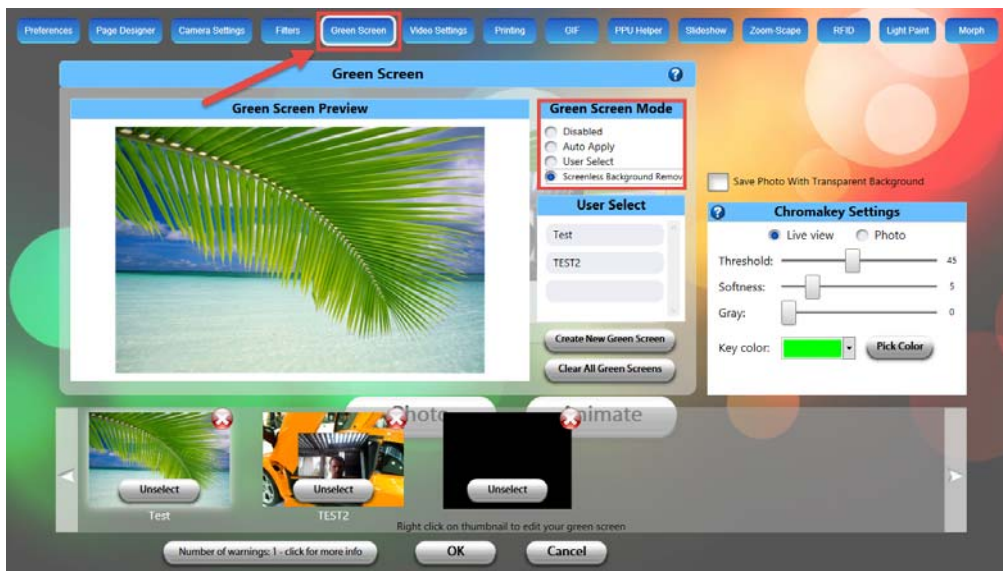 Preferences Page Designer Camera Settings Filters Green Screen Video Settings Printing GIF PPU Helper Slideshow Zoom-Scape RFID Light Paint Morph
Green Screen ?
Green Screen Preview
Green Screen Mode
Disabled
Auto Apply
User Select
Screenless Background Remov
User Select
Test
TEST2
Create New Green Screen
Clear All Green Screens
Save Photo With Transparent Background
? Chromakey Settings
Live view Photo
Threshold: 45
Softness: 5
Gray: 0
Key color: Pick Color
Photo
Animate
Unselect Unselect Unselect
Test TEST2
Right click on thumbnail to edit your green screen
Number of warnings: 1 - click for more info OK Cancel